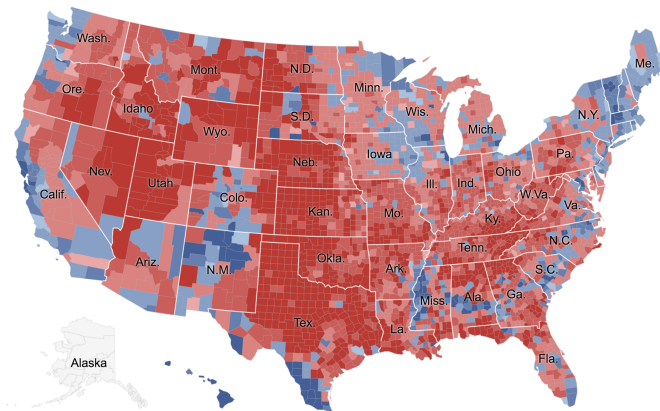 Wash.
Mont.
N.D.
Minn.
Me.
Ore.
Idaho
S.D.
Wis.
Mich.
N.Y.
Wyo.
Iowa
Pa.
Neb.
Nev.
Utah
Colo.
Ill.
Ind.
Ohio
W.Va.
Va.
Calif.
Kan.
Mo.
Ky.
N.C.
Tenn.
Ariz.
N.M.
Okla.
Ark.
S.C.
Miss.
Ala.
Ga.
Tex.
La.
Fla.
Alaska